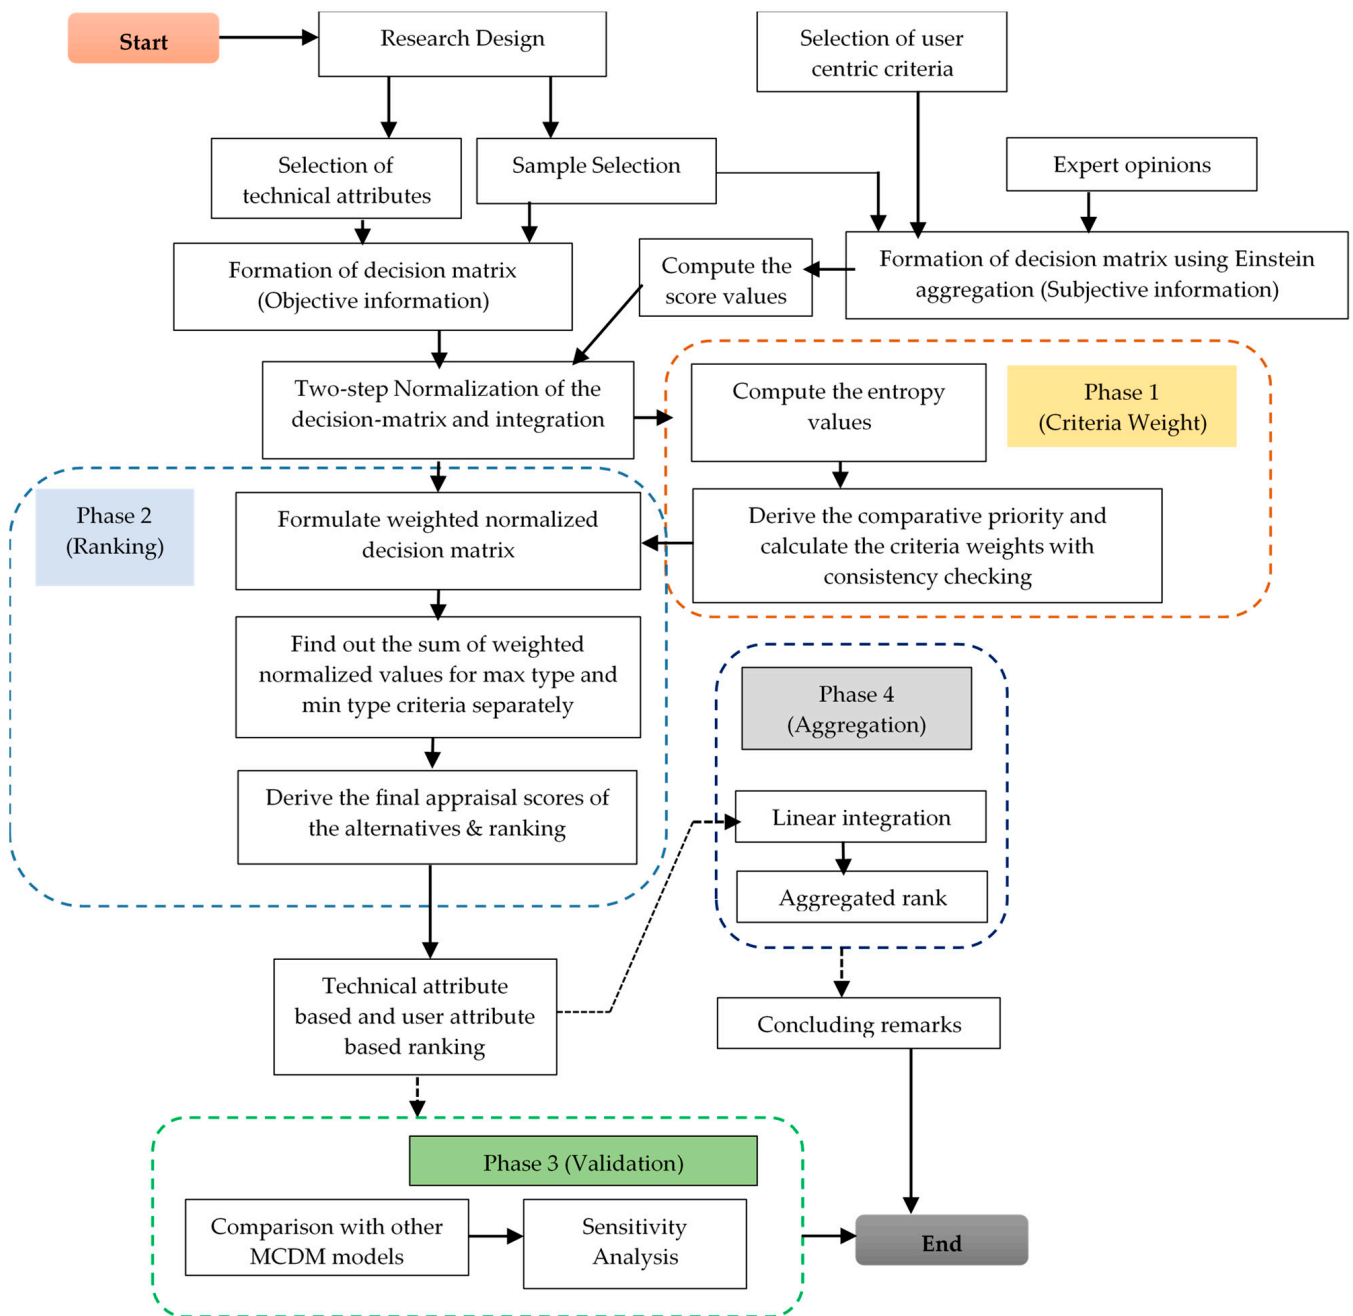 Start
Research Design
Selection of user
centric criteria
Selection of
technical attributes
Sample Selection
Expert opinions
Formation of decision matrix
(Objective information)
Compute the
score values
Formation of decision matrix using Einstein
aggregation (Subjective information)
Two-step Normalization of the
decision-matrix and integration
Compute the entropy
values
Phase 1
(Criteria Weight)
Phase 2
(Ranking)
Formulate weighted normalized
decision matrix
Derive the comparative priority and
calculate the criteria weights with
consistency checking
Find out the sum of weighted
normalized values for max type and
min type criteria separately
Phase 4
(Aggregation)
Derive the final appraisal scores of
the alternatives & ranking
Linear integration
Aggregated rank
Technical attribute
based and user attribute
based ranking
Concluding remarks
Phase 3 (Validation)
Comparison with other
MCDM models
Sensitivity
Analysis
End